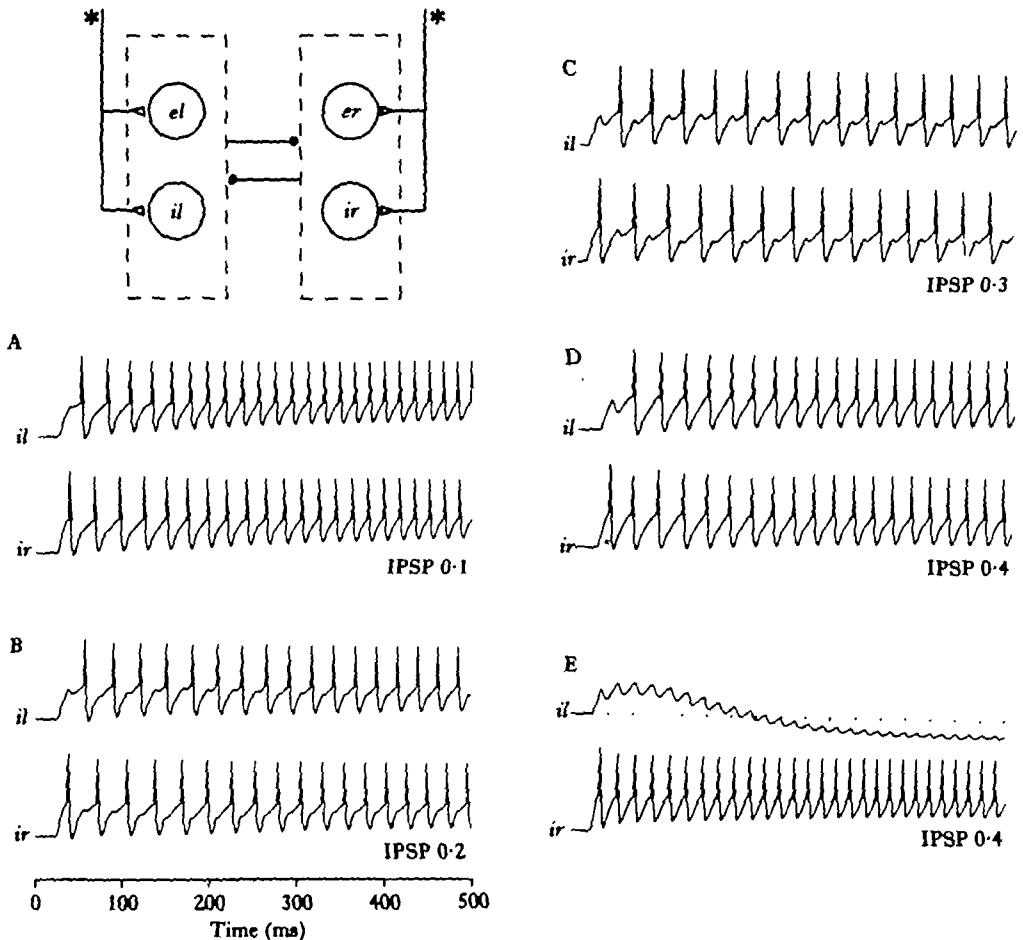 * *
el er
il ir
A
il
ir
IPSP 0·1
B
il
ir
IPSP 0·2
0 100 200 300 400 500
Time (ms)
C
il
ir
IPSP 0·3
D
il
ir
IPSP 0·4
E
il
ir
IPSP 0·4